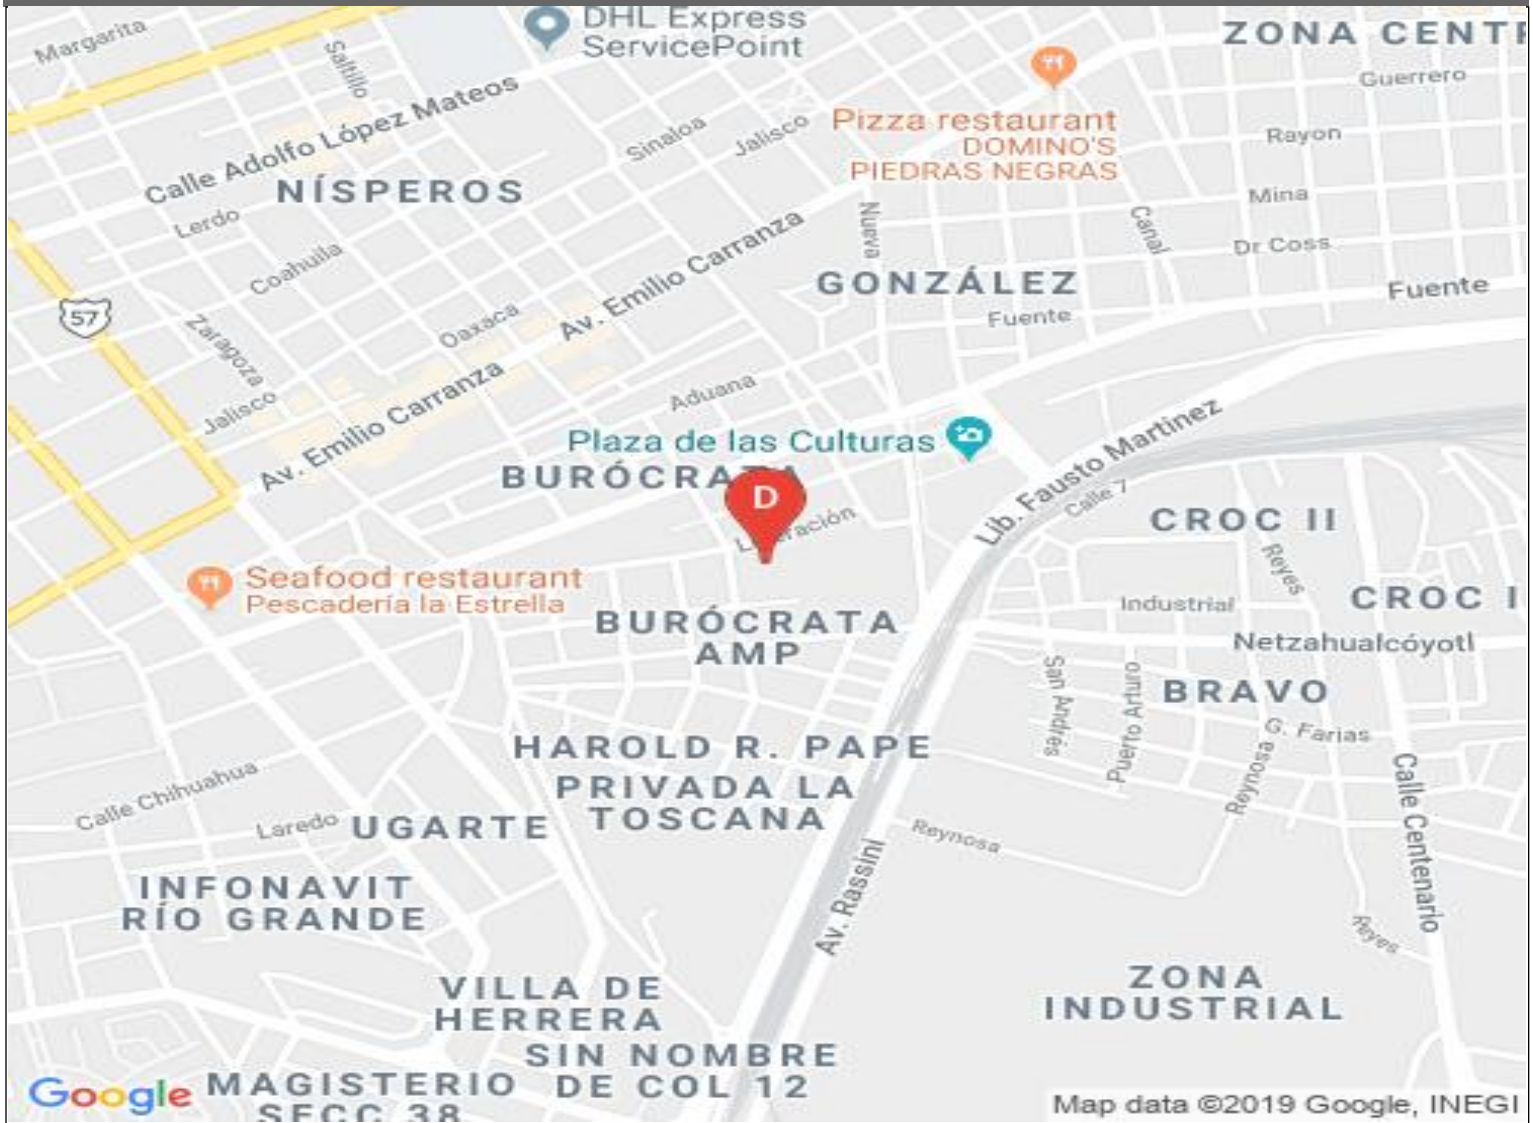 DHL Express
ServicePoint
ZONA CENTR
Margarita
Saltillo
Guerrero
Calle Adolfo López Mateos
Sinaloa
Jalisco
Pizza restaurant
DOMINO'S
PIEDRAS NEGRAS
Rayon
NÍSPEROS
Mina
Lerdo
Nueva
Canal
Dr Coss
Coahuila
Av. Emilio Carranza
GONZÁLEZ
Fuente
57
Fuente
Zaragoza
Oaxaca
Jalisco
Av. Emilio Carranza
Aduana
Plaza de las Culturas
Lib. Fausto Martinez
BURÓCRATA
D
Calle 7
CROC II
Liberación
Reyes
Seafood restaurant
Pescadería la Estrella
Industrial
CROC I
BURÓCRATA
AMP
Netzahualcóyotl
San Andrés
Puerto Arturo
BRAVO
G. Farias
HAROLD R. PAPE
Reynosa
Calle Centenario
PRIVADA LA
TOSCANA
Calle Chihuahua
Laredo
UGARTE
Reynosa
Av. Rassini
INFONAVIT
RÍO GRANDE
Reyes
VILLA DE
HERRERA
ZONA
INDUSTRIAL
SIN NOMBRE
DE COL 12
Google
MAGISTERIO
SECC 38
Map data ©2019 Google, INEGI